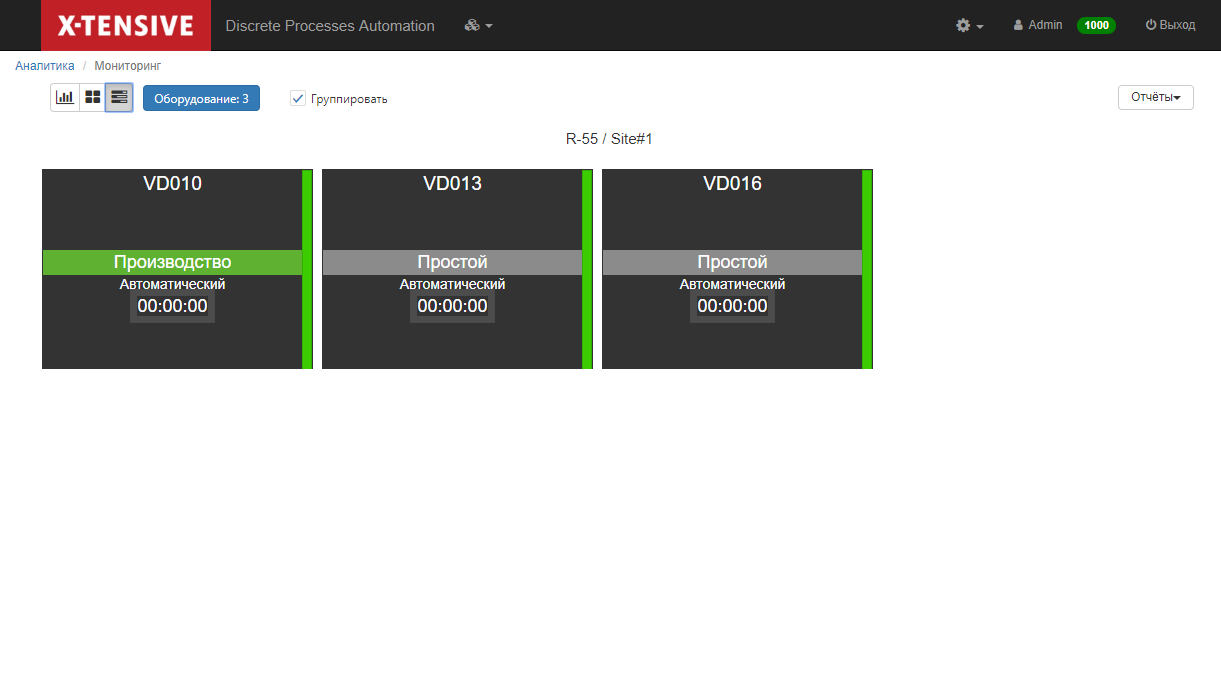 X-TENSIVE Discrete Processes Automation Admin 1000 Выход
Аналитика / Мониторинг
Оборудование: 3 Группировать Отчёты
R-55 / Site#1
VD010 VD013 VD016
Производство Простой Простой
Автоматический Автоматический Автоматический
00:00:00 00:00:00 00:00:00